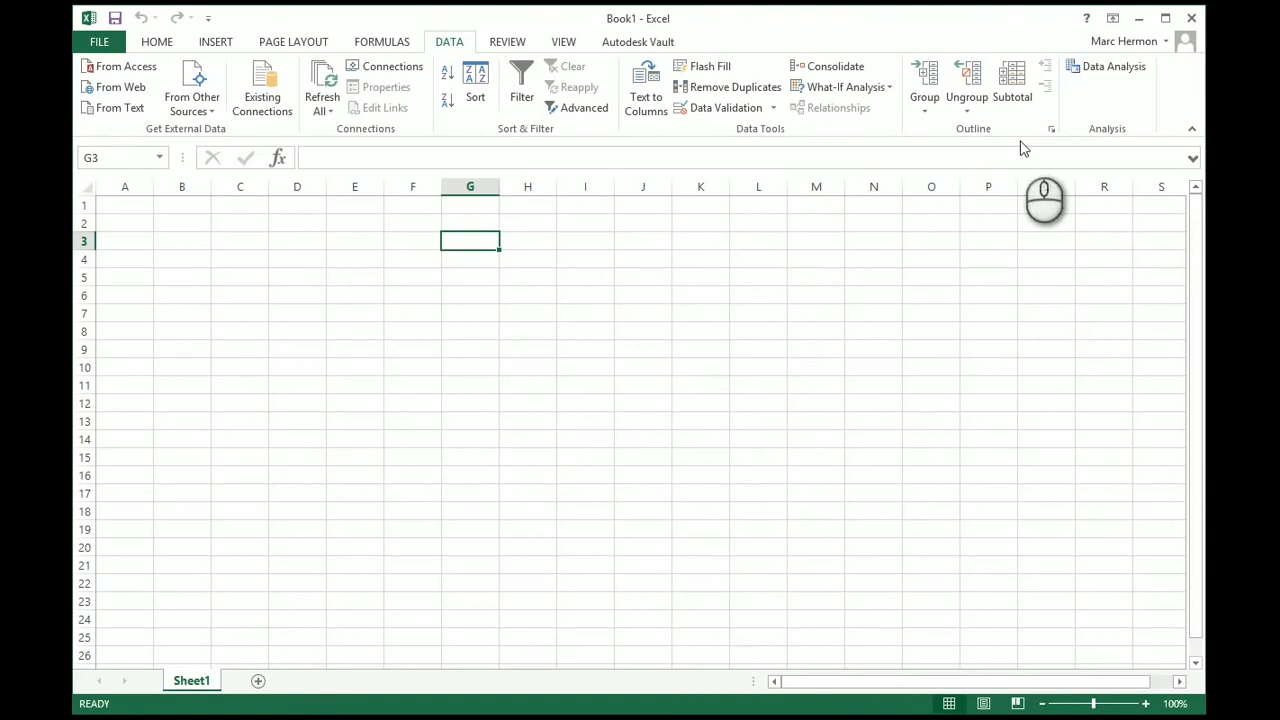 Book1 - Excel
?
FILE HOME INSERT PAGE LAYOUT FORMULAS DATA REVIEW VIEW Autodesk Vault Marc Hermon
From Access
From Web
From Text
From Other Sources
Existing Connections
Get External Data
Refresh All
Connections
Properties
Edit Links
Connections
Sort
Filter
Clear
Reapply
Advanced
Sort & Filter
Text to Columns
Flash Fill
Remove Duplicates
Data Validation
Consolidate
What-If Analysis
Relationships
Data Tools
Group
Ungroup
Subtotal
Outline
Data Analysis
Analysis
G3 fx
A B C D E F G H I J K L M N O P R S
1
2
3
4
5
6
7
8
9
10
11
12
13
14
15
16
17
18
19
20
21
22
23
24
25
26
Sheet1
READY 100%